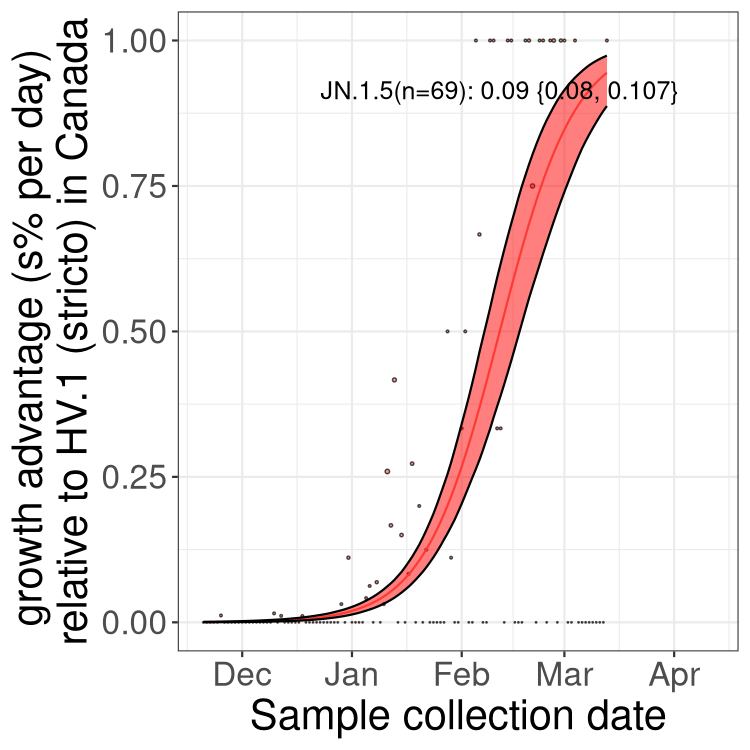 growth advantage (s% per day)
relative to HV.1 (stricto) in Canada
1.00
0.75
0.50
0.25
0.00
JN.1.5(n=69): 0.09 {0.08, 0.107}
Dec Jan Feb Mar Apr
Sample collection date